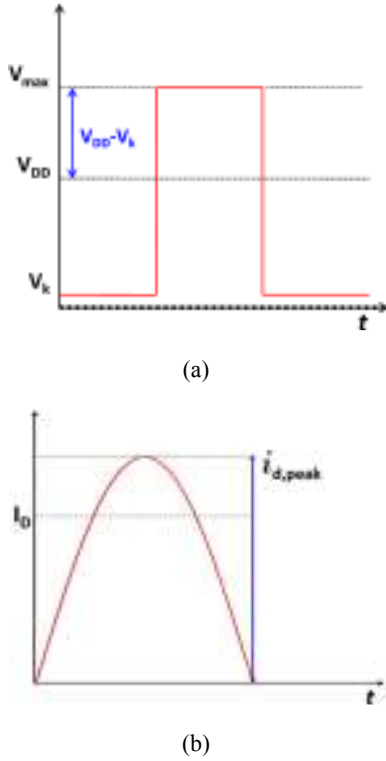 Vmax
VDD-Vk
VDD
Vk
t
(a)
id,peak
ID
t
(b)